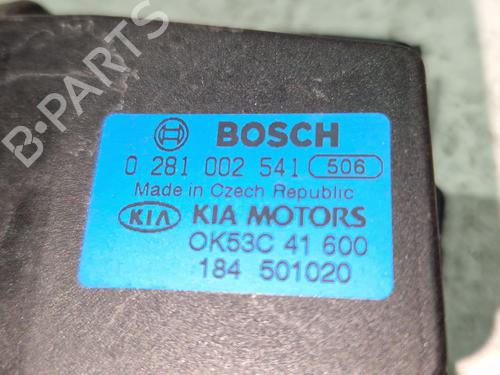 BOSCH
0 281 002 541 506
Made in Czech Republic
KIA KIA MOTORS
OK53C 41 600
184 501020
B-PARTS